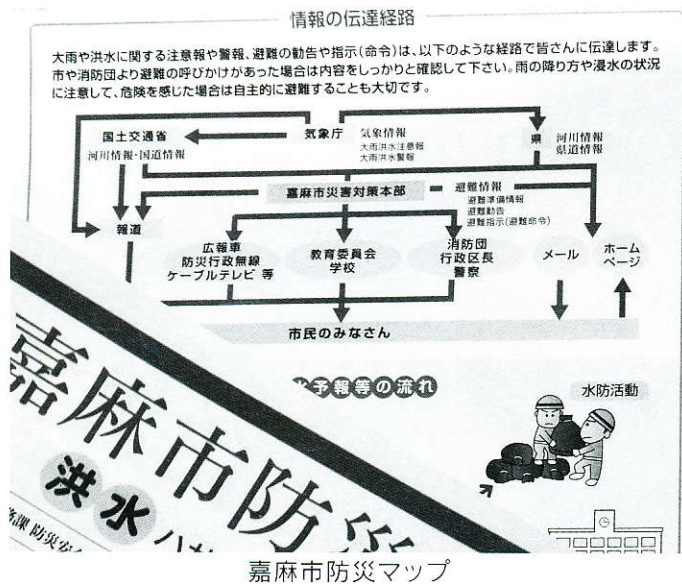 情報の伝達経路
大雨や洪水に関する注意報や警報、避難の勧告や指示(命令)は、以下のような経路で皆さんに伝達します。
市や消防団より避難の呼びかけがあった場合は内容をしっかりと確認して下さい。雨の降り方や浸水の状況
に注意して、危険を感じた場合は自主的に避難することも大切です。
国土交通省
河川情報・国道情報
気象庁
気象情報
大雨洪水注意報
大雨洪水警報
県
河川情報
県道情報
嘉麻市災害対策本部
避難情報
避難準備情報
避難勧告
避難指示(避難命令)
報道
広報車
防災行政無線
ケーブルテレビ 等
教育委員会
学校
消防団
行政区長
警察
メール
ホーム
ページ
市民のみなさん
予報等の流れ
水防活動
嘉麻市防災
洪水
課 防災安
嘉麻市防災マップ